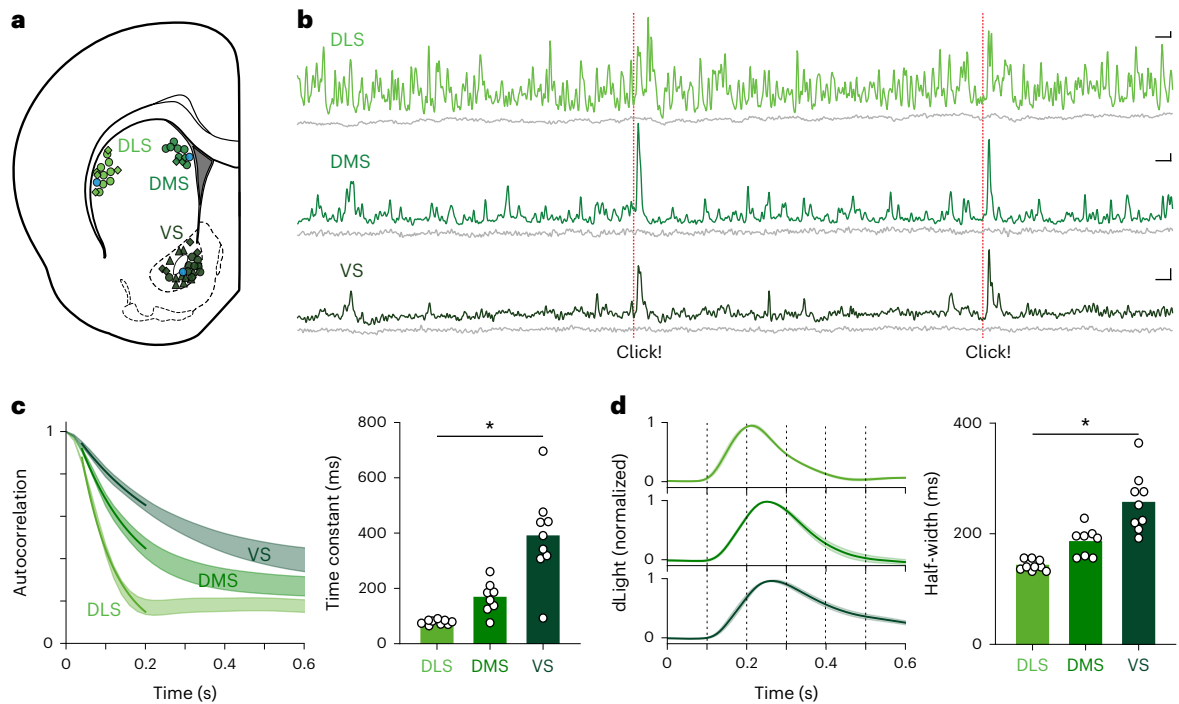 a
DLS
DMS
VS
b
DLS
DMS
VS
Click!
Click!
c
Autocorrelation
1
0
0
0.2
0.4
0.6
Time (s)
VS
DMS
DLS
Time constant (ms)
800
600
400
200
0
*
DLS
DMS
VS
d
dLight (normalized)
1
0
1
0
1
0
0
0.2
0.4
0.6
Time (s)
Half-width (ms)
400
200
0
*
DLS
DMS
VS